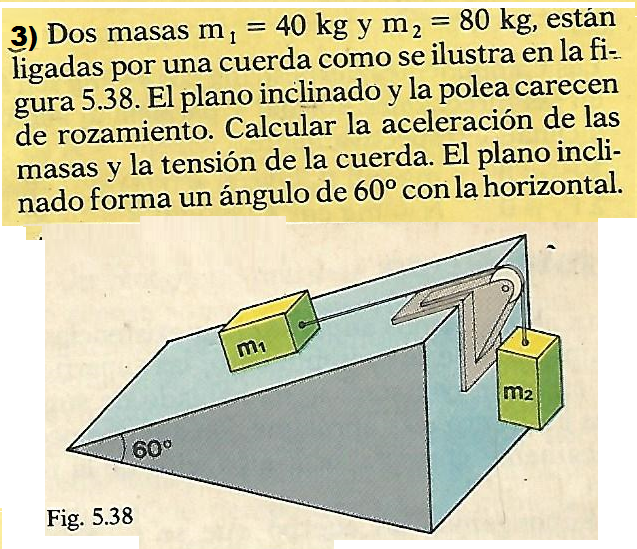 3) Dos masas m₁ = 40 kg y m₂ = 80 kg, están
ligadas por una cuerda como se ilustra en la fi-
gura 5.38. El plano inclinado y la polea carecen
de rozamiento. Calcular la aceleración de las
masas y la tensión de la cuerda. El plano incli-
nado forma un ángulo de 60º con la horizontal.
m₁
m₂
60º
Fig. 5.38